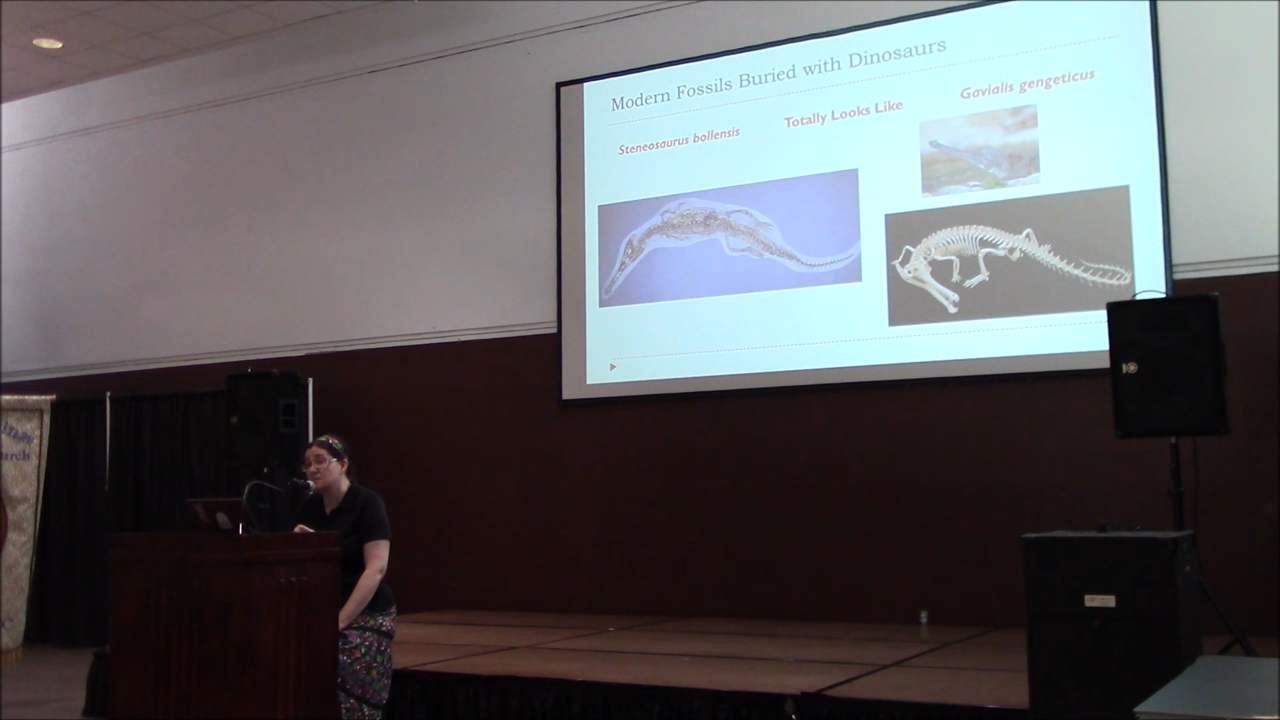 Modern Fossils Buried with Dinosaurs
Steneosaurus bollensis
Totally Looks Like
Gavialis gengeticus